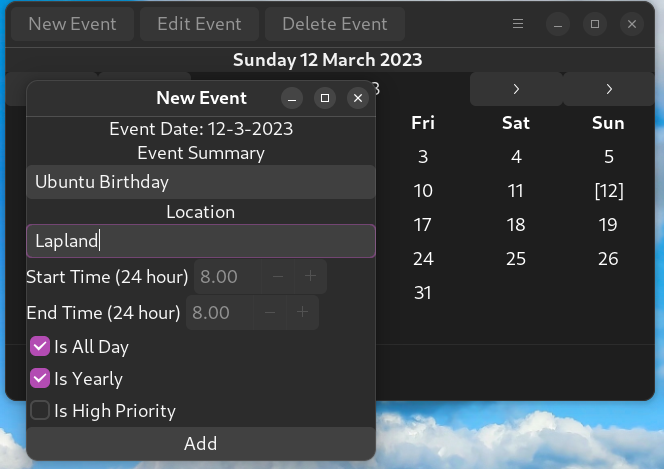 New Event Edit Event Delete Event
Sunday 12 March 2023
3 > >
New Event
Event Date: 12-3-2023
Event Summary
Ubuntu Birthday
Location
Lapland
Start Time (24 hour) 8.00 − +
End Time (24 hour) 8.00 − +
Is All Day
Is Yearly
Is High Priority
Add
Fri Sat Sun
3 4 5
10 11 [12]
17 18 19
24 25 26
31